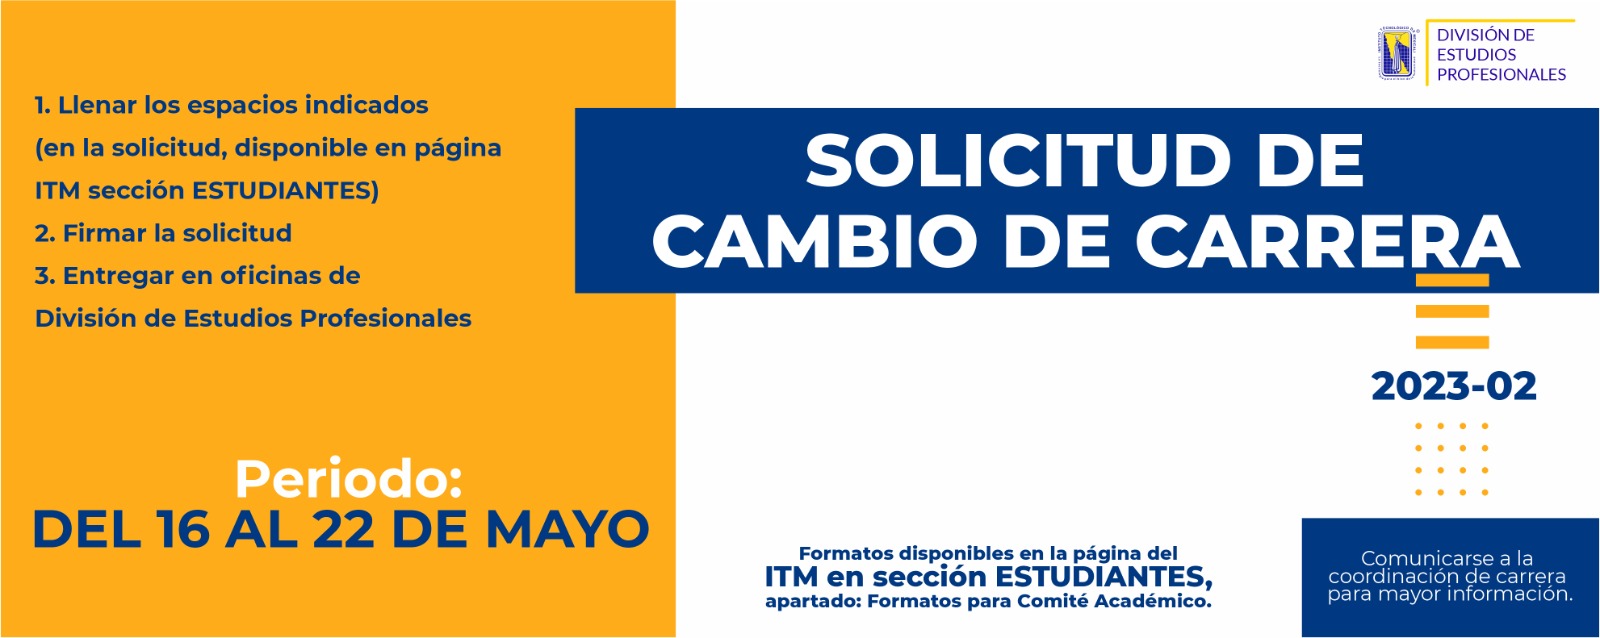 DIVISIÓN DE
ESTUDIOS
PROFESIONALES
SOLICITUD DE
CAMBIO DE CARRERA
2023-02
1. Llenar los espacios indicados
(en la solicitud, disponible en página
ITM sección ESTUDIANTES)
2. Firmar la solicitud
3. Entregar en oficinas de
División de Estudios Profesionales
Periodo:
DEL 16 AL 22 DE MAYO
Formatos disponibles en la página del
ITM en sección ESTUDIANTES,
apartado: Formatos para Comité Académico.
Comunicarse a la
coordinación de carrera
para mayor información.